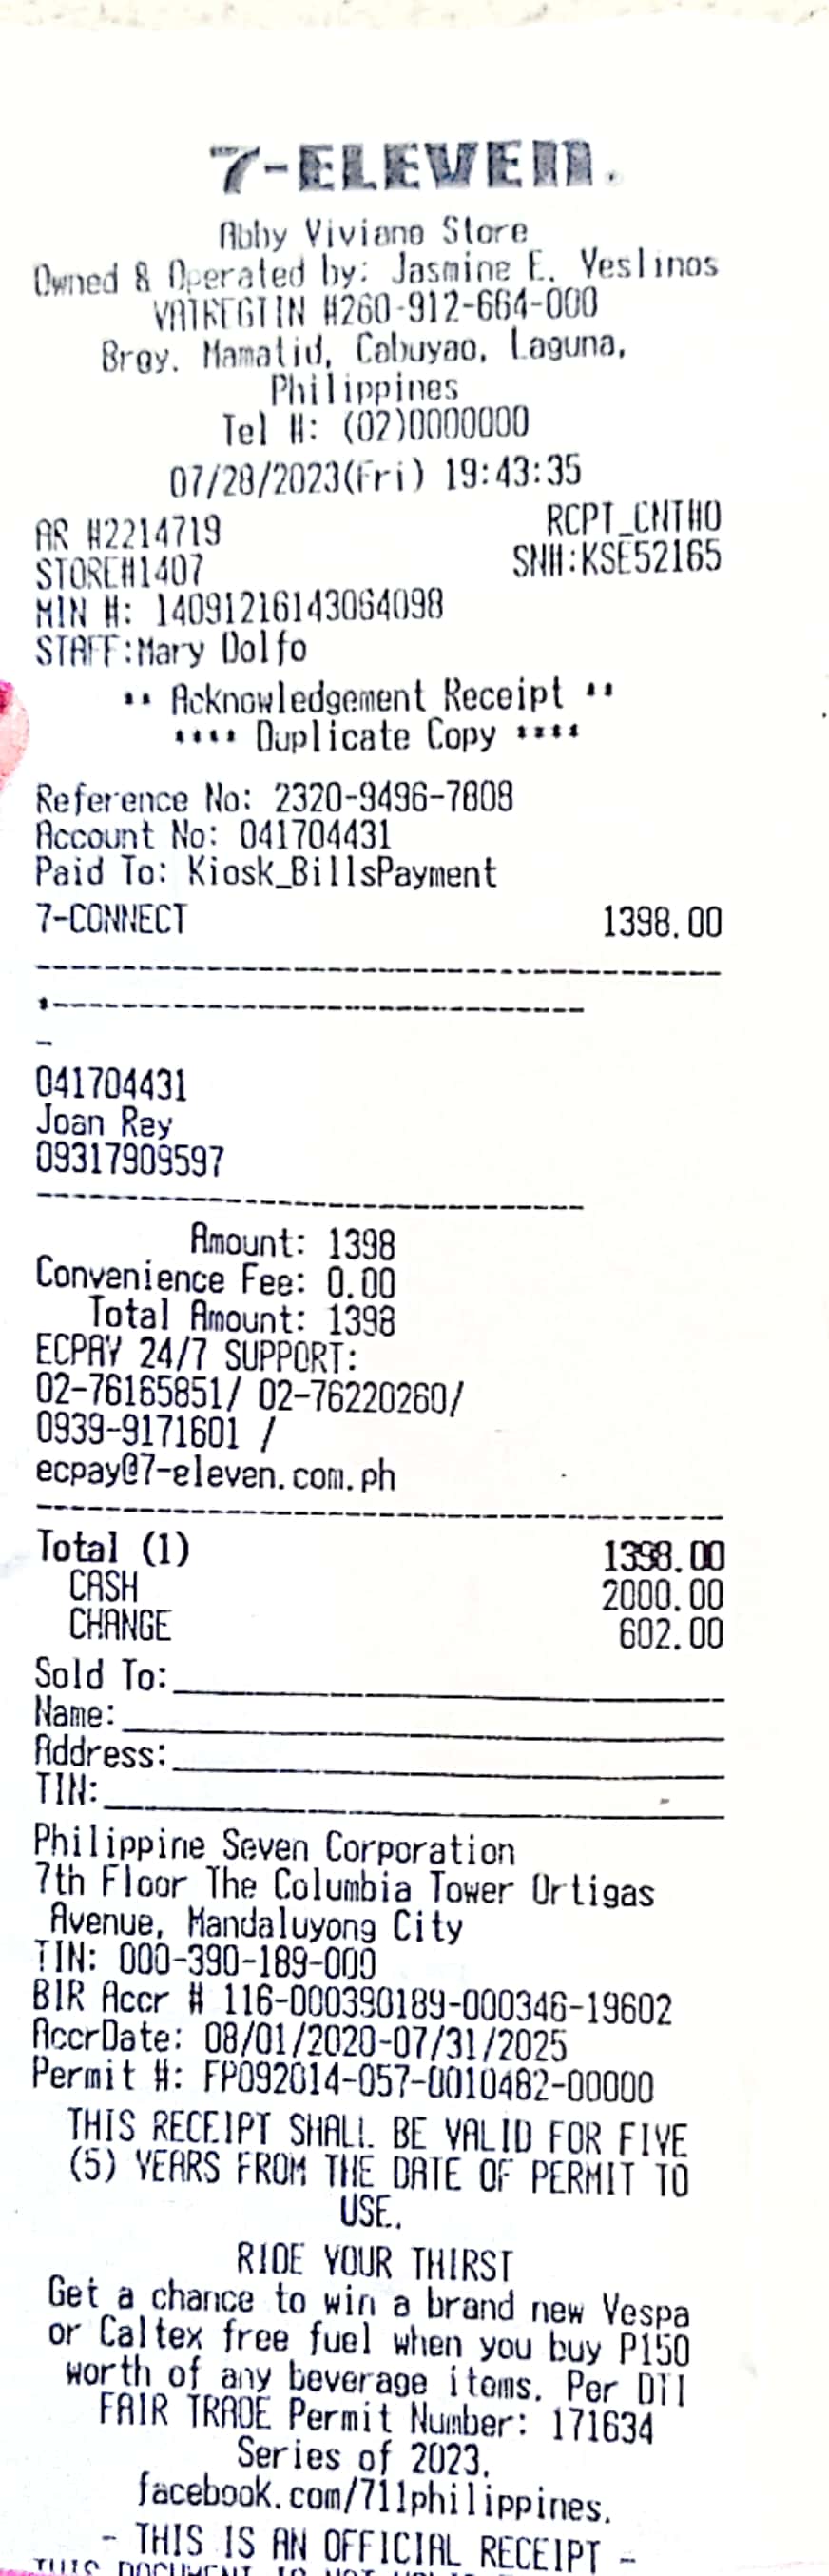 7-ELEVEn.
Abby Viviano Store
Owned & Operated by: Jasmine E. Veslinos
VATREGTIN #260-912-664-000
Brgy. Mamatid, Cabuyao, Laguna,
Philippines
Tel #: (02)0000000
07/28/2023(Fri) 19:43:35
AR #2214719 RCPT_CNT#0
STORE#1407 SN#:KSE52165
MIN #: 14091216143064098
STAFF:Mary Dolfo
** Acknowledgement Receipt **
**** Duplicate Copy ****
Reference No: 2320-9496-7808
Account No: 041704431
Paid To: Kiosk_BillsPayment
7-CONNECT 1398.00
041704431
Joan Rey
09317909597
Amount: 1398
Convenience Fee: 0.00
Total Amount: 1398
ECPAY 24/7 SUPPORT:
02-76165851/ 02-76220260/
0939-9171601 /
ecpay@7-eleven.com.ph
Total (1) 1398.00
CASH 2000.00
CHANGE 602.00
Sold To:
Name:
Address:
TIN:
Philippine Seven Corporation
7th Floor The Columbia Tower Ortigas
Avenue, Mandaluyong City
TIN: 000-390-189-000
BIR Accr # 116-000390189-000346-19602
AccrDate: 08/01/2020-07/31/2025
Permit #: FP092014-057-0010482-00000
THIS RECEIPT SHALL BE VALID FOR FIVE
(5) YEARS FROM THE DATE OF PERMIT TO
USE.
RIDE YOUR THIRST
Get a chance to win a brand new Vespa
or Caltex free fuel when you buy P150
worth of any beverage items. Per DTI
FAIR TRADE Permit Number: 171634
Series of 2023.
facebook.com/711philippines.
- THIS IS AN OFFICIAL RECEIPT -
THIS DOCUMENT IS NOT